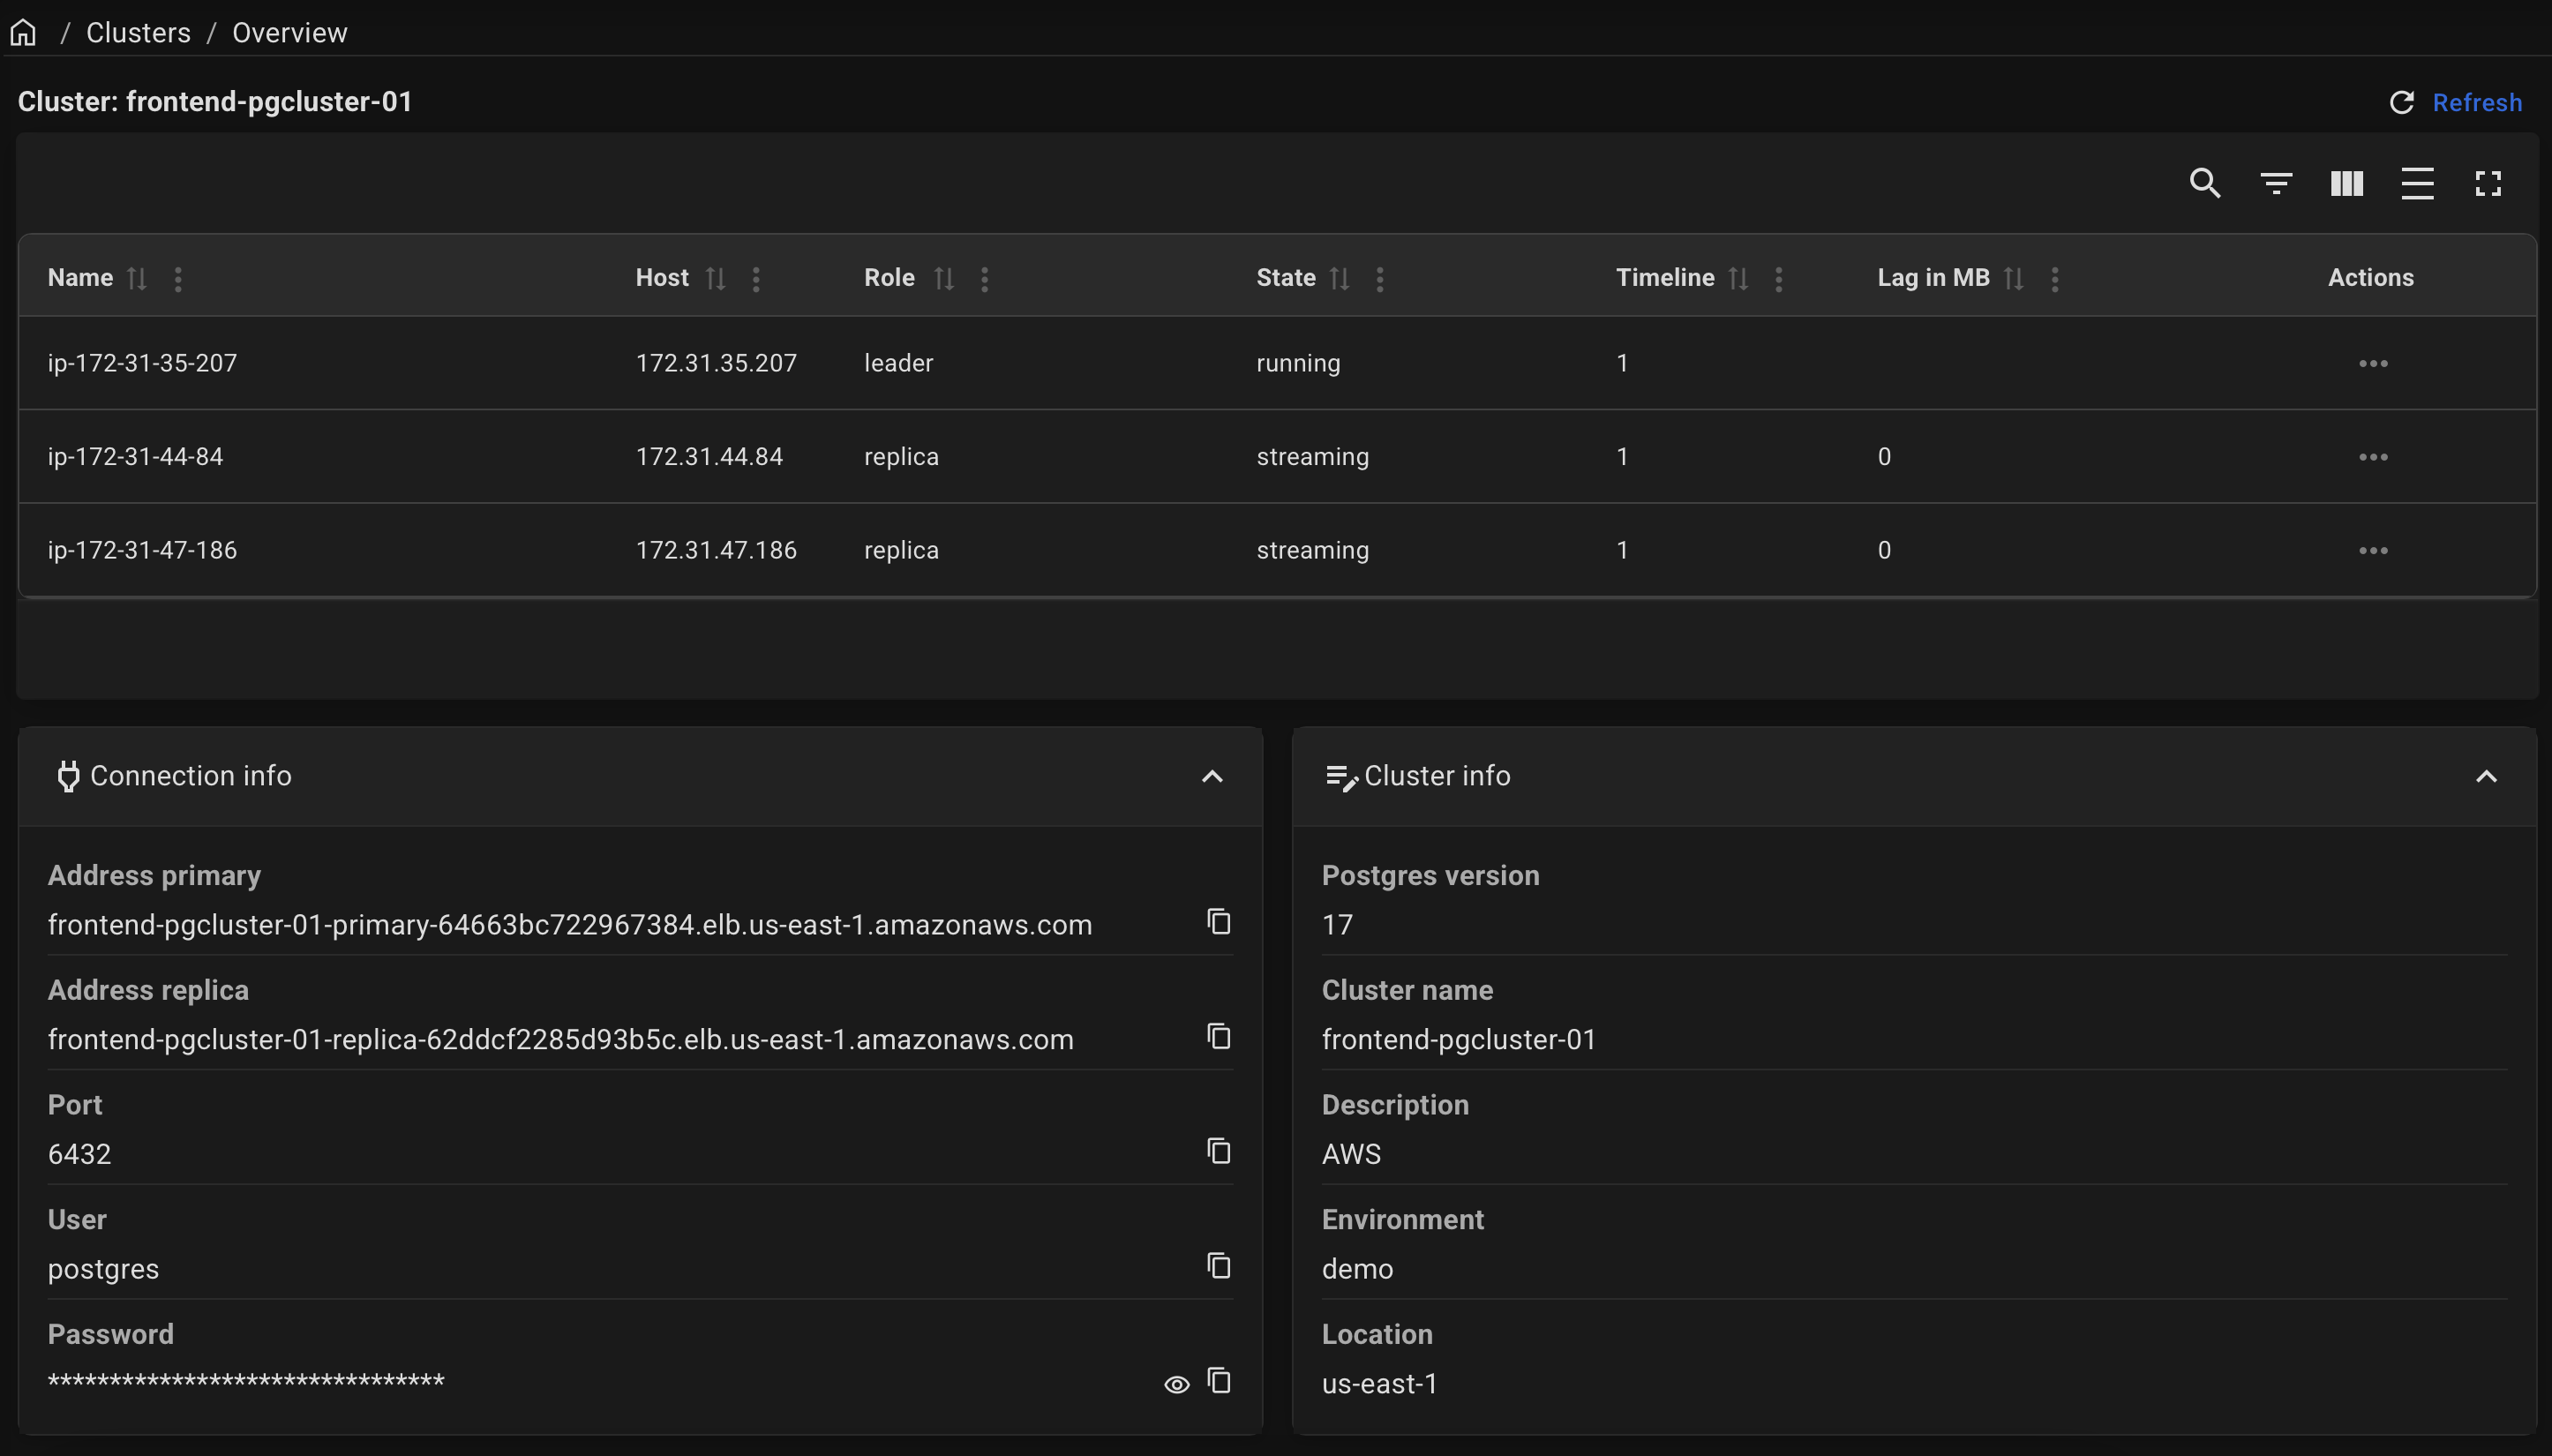 / Clusters / Overview
Cluster: frontend-pgcluster-01
Refresh
Name Host Role State Timeline Lag in MB Actions
ip-172-31-35-207 172.31.35.207 leader running 1
ip-172-31-44-84 172.31.44.84 replica streaming 1 0
ip-172-31-47-186 172.31.47.186 replica streaming 1 0
Connection info
Address primary
frontend-pgcluster-01-primary-64663bc722967384.elb.us-east-1.amazonaws.com
Address replica
frontend-pgcluster-01-replica-62ddcf2285d93b5c.elb.us-east-1.amazonaws.com
Port
6432
User
postgres
Password
********************************
Cluster info
Postgres version
17
Cluster name
frontend-pgcluster-01
Description
AWS
Environment
demo
Location
us-east-1